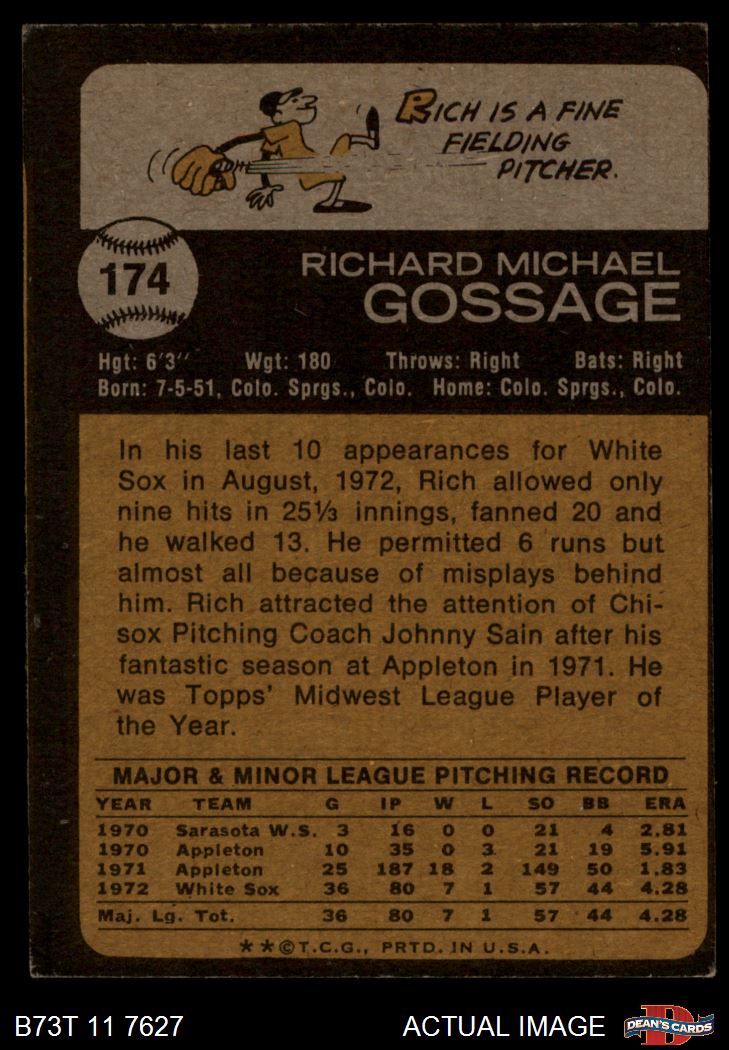 RICH IS A FINE
FIELDING
PITCHER.
174
RICHARD MICHAEL
GOSSAGE
Hgt: 6'3" Wgt: 180 Throws: Right Bats: Right
Born: 7-5-51, Colo. Sprgs., Colo. Home: Colo. Sprgs., Colo.
In his last 10 appearances for White
Sox in August, 1972, Rich allowed only
nine hits in 25⅓ innings, fanned 20 and
he walked 13. He permitted 6 runs but
almost all because of misplays behind
him. Rich attracted the attention of Chi-
sox Pitching Coach Johnny Sain after his
fantastic season at Appleton in 1971. He
was Topps' Midwest League Player of
the Year.
MAJOR & MINOR LEAGUE PITCHING RECORD
YEAR TEAM G IP W L SO BB ERA
1970 Sarasota W.S. 3 16 0 0 21 4 2.81
1970 Appleton 10 35 0 3 21 19 5.91
1971 Appleton 25 187 18 2 149 50 1.83
1972 White Sox 36 80 7 1 57 44 4.28
Maj. Lg. Tot. 36 80 7 1 57 44 4.28
**©T.C.G., PRTD. IN U.S.A.
B73T 11 7627 ACTUAL IMAGE DEAN'S CARDS